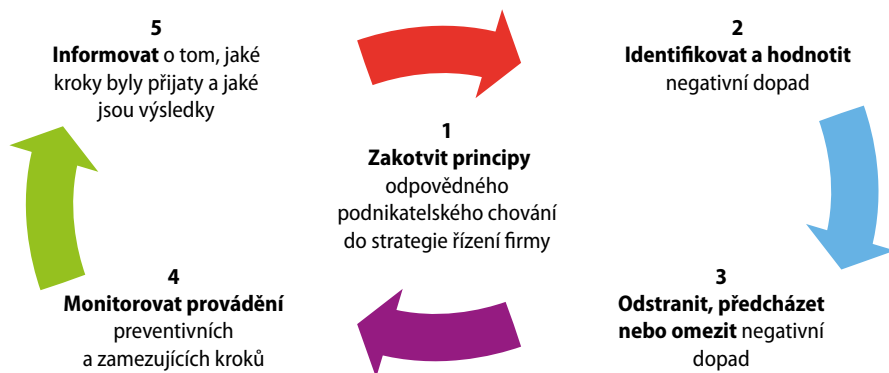 5
Informovat o tom, jaké
kroky byly přijaty a jaké
jsou výsledky
2
Identifikovat a hodnotit
negativní dopad
1
Zakotvit principy
odpovědného
podnikatelského chování
do strategie řízení firmy
4
Monitorovat provádění
preventivních
a zamezujících kroků
3
Odstranit, předcházet
nebo omezit negativní
dopad